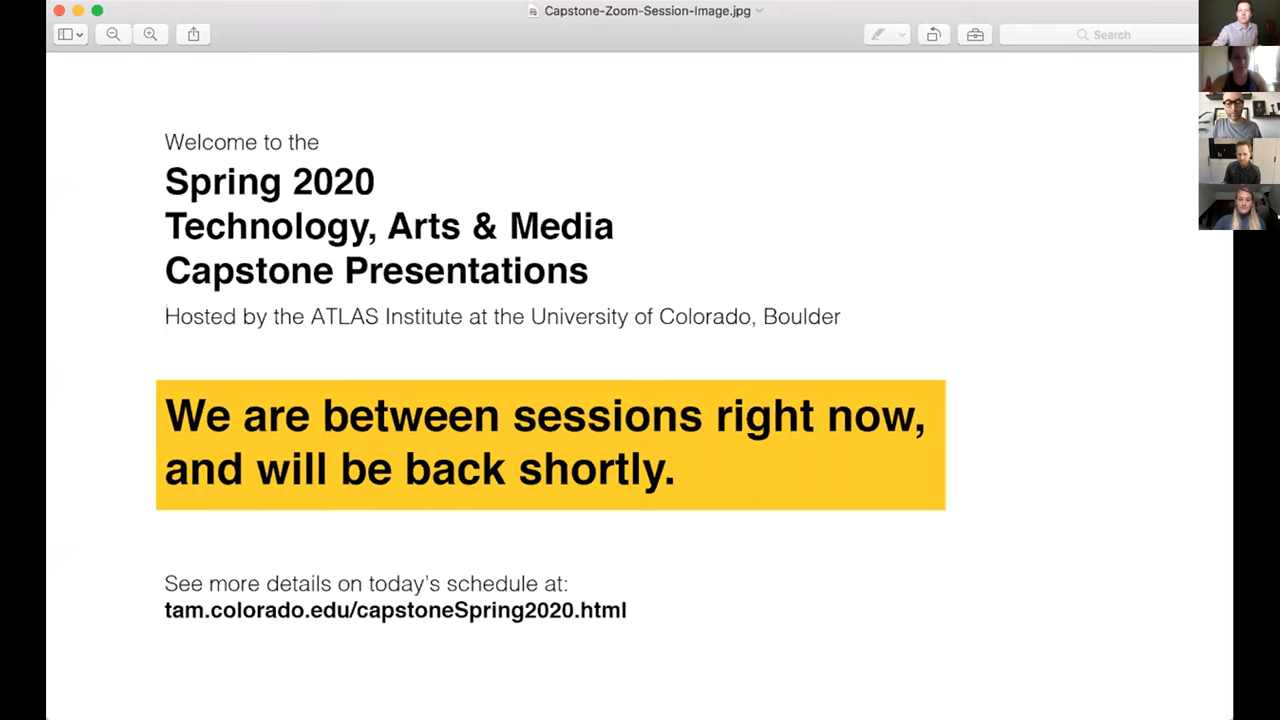 Capstone-Zoom-Session-Image.jpg
Search
Welcome to the
Spring 2020
Technology, Arts & Media
Capstone Presentations
Hosted by the ATLAS Institute at the University of Colorado, Boulder
We are between sessions right now,
and will be back shortly.
See more details on today’s schedule at:
tam.colorado.edu/capstoneSpring2020.html